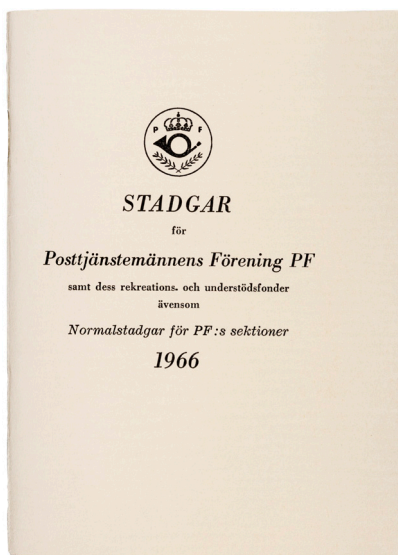 P F
STADGAR
för
Posttjänstemännens Förening PF
samt dess rekreations- och understödsfonder
ävensom
Normalstadgar för PF:s sektioner
1966